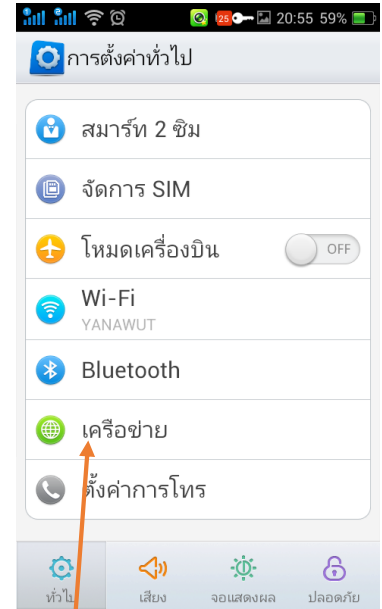 25 20:55 59%
การตั้งค่าทั่วไป
สมาร์ท 2 ซิม
จัดการ SIM
โหมดเครื่องบิน OFF
Wi-Fi
YANAWUT
Bluetooth
เครือข่าย
ตั้งค่าการโทร
ทั่วไป เสียง จอแสดงผล ปลอดภัย